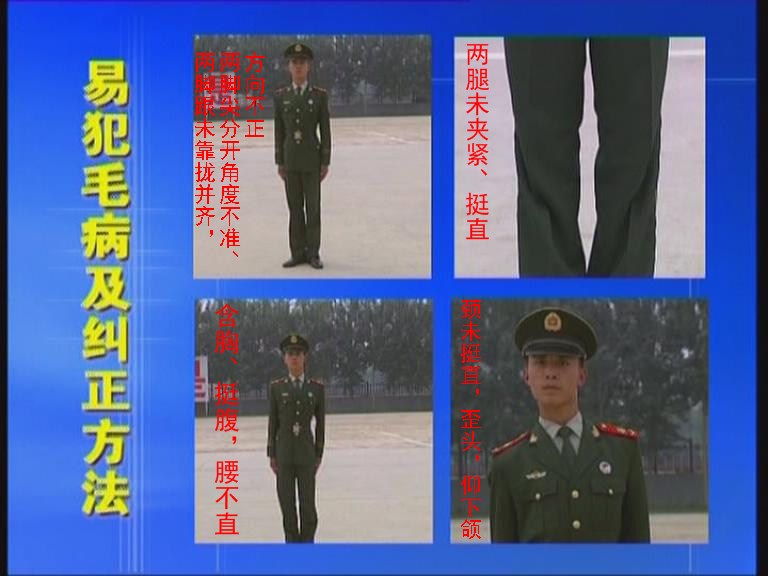 易犯毛病及纠正方法
两脚跟未靠拢并齐，
两脚尖分开角度不准、
方向不正
两腿未夹紧、挺直
含胸、挺腹，腰不直
颈未挺直，歪头，仰下颌